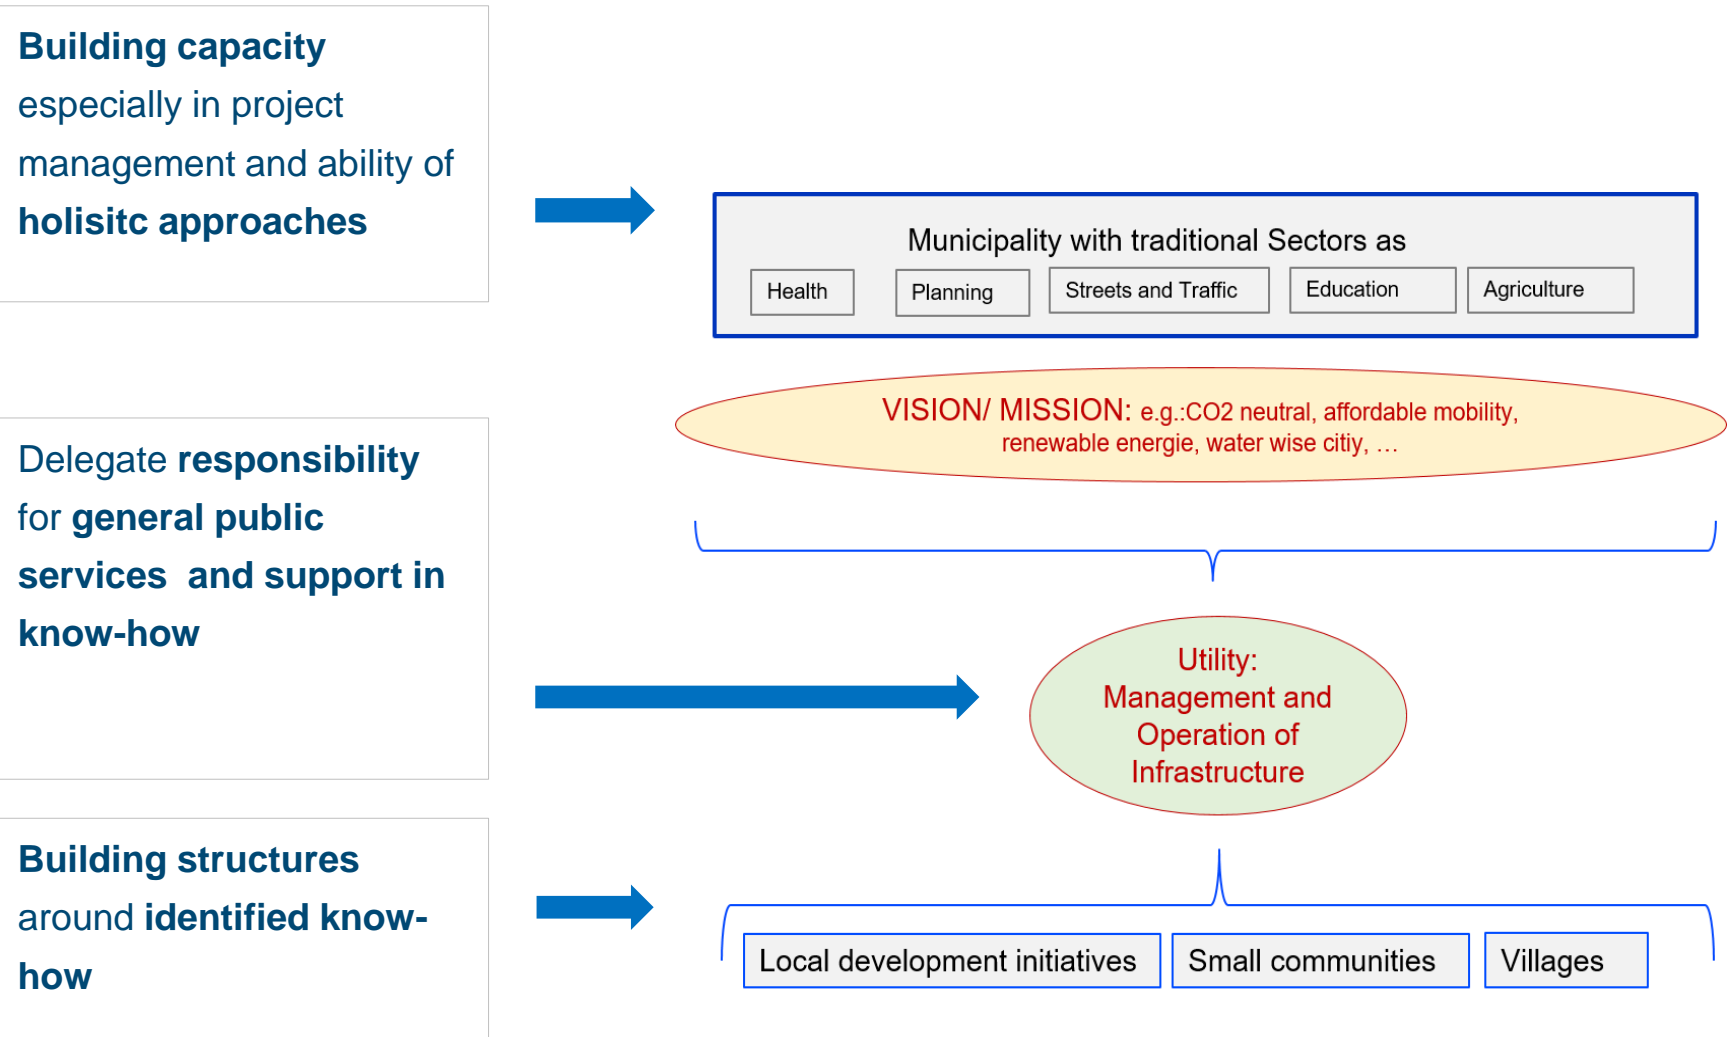 Building capacity
especially in project
management and ability of
holisitc approaches
Municipality with traditional Sectors as
Health
Planning
Streets and Traffic
Education
Agriculture
VISION/ MISSION: e.g.:CO2 neutral, affordable mobility,
renewable energie, water wise citiy, …
Delegate responsibility
for general public
services  and support in
know-how
Utility:
Management and
Operation of
Infrastructure
Building structures
around identified know-
how
Local development initiatives
Small communities
Villages